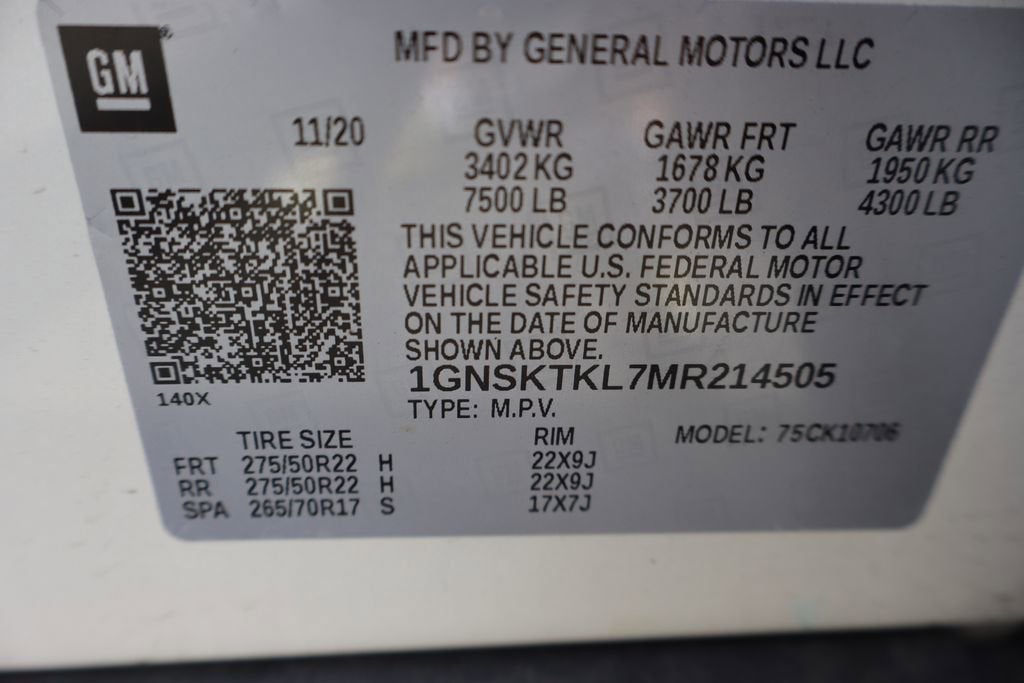 GM
MFD BY GENERAL MOTORS LLC
11/20 GVWR GAWR FRT GAWR RR
3402 KG 1678 KG 1950 KG
7500 LB 3700 LB 4300 LB
THIS VEHICLE CONFORMS TO ALL
APPLICABLE U.S. FEDERAL MOTOR
VEHICLE SAFETY STANDARDS IN EFFECT
ON THE DATE OF MANUFACTURE
SHOWN ABOVE.
1GNSKTKL7MR214505
140X
TYPE: M.P.V.
TIRE SIZE RIM MODEL: 75CK10706
FRT 275/50R22 H 22X9J
RR 275/50R22 H 22X9J
SPA 265/70R17 S 17X7J